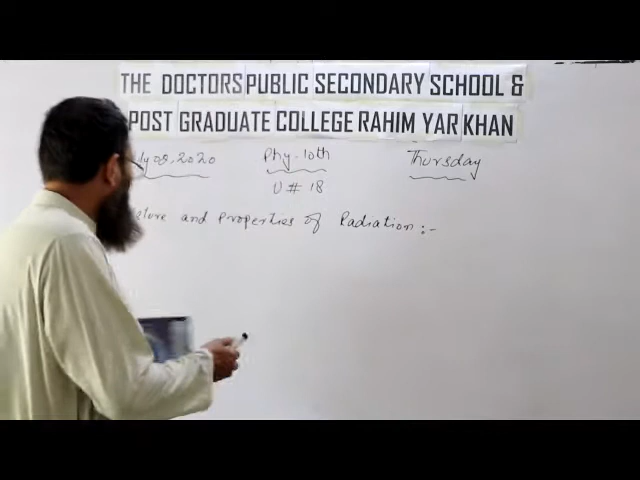 THE DOCTORS PUBLIC SECONDARY SCHOOL &
POST GRADUATE COLLEGE RAHIM YAR KHAN
2020 Phy. 10th Thursday
U # 18
and Properties of Radiation :-